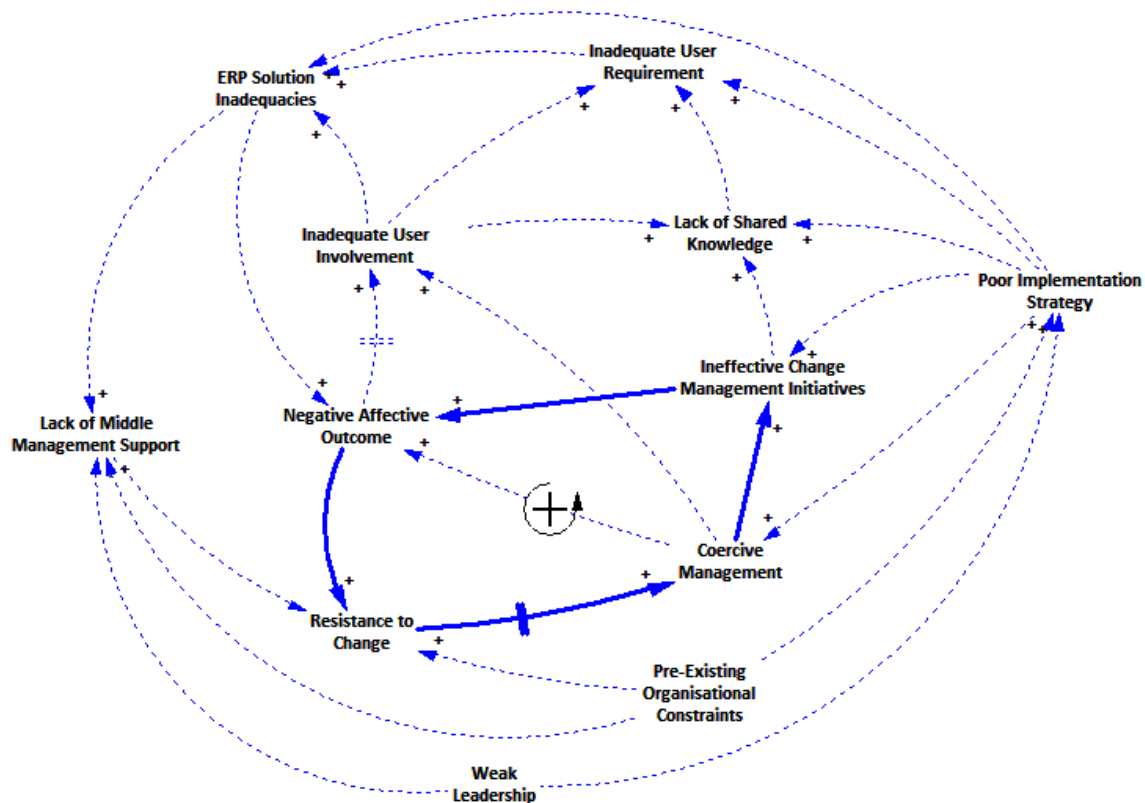 Inadequate User
Requirement
ERP Solution
Inadequacies
Lack of Shared
Knowledge
Inadequate User
Involvement
Poor Implementation
Strategy
Ineffective Change
Management Initiatives
Negative Affective
Outcome
Lack of Middle
Management Support
Coercive
Management
Resistance to
Change
Pre-Existing
Organisational
Constraints
Weak
Leadership